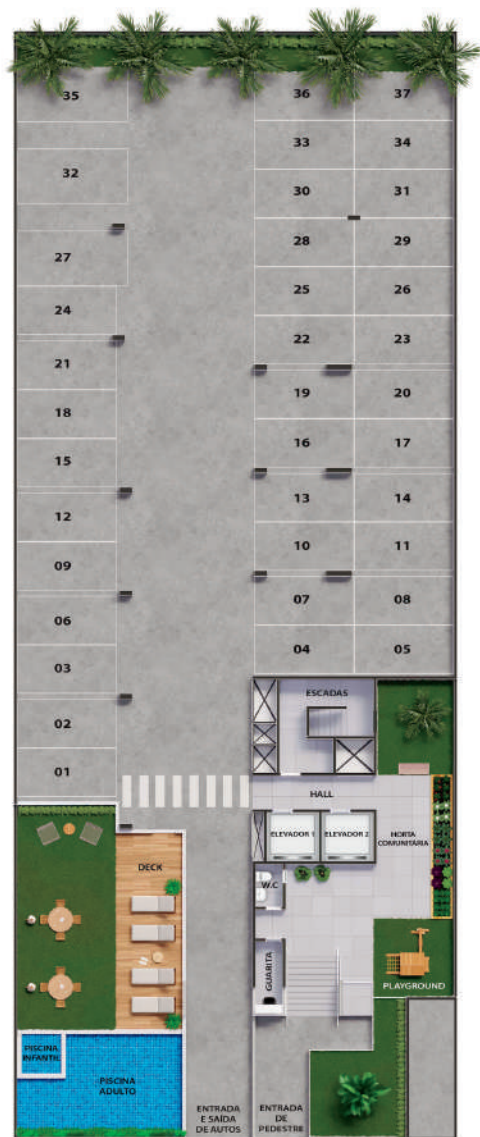 35
36
37
33
34
32
30
31
28
29
27
25
26
24
22
23
21
19
20
18
16
17
15
13
14
12
10
11
09
07
08
06
04
05
03
ESCADAS
02
01
HALL
ELEVADOR 1
ELEVADOR 2
HORTA
COMUNITÁRIA
DECK
W.C
GUARITA
PLAYGROUND
PISCINA
INFANTIL
PISCINA
ADULTO
ENTRADA
E SAÍDA
DE AUTOS
ENTRADA
DE
PEDESTRE